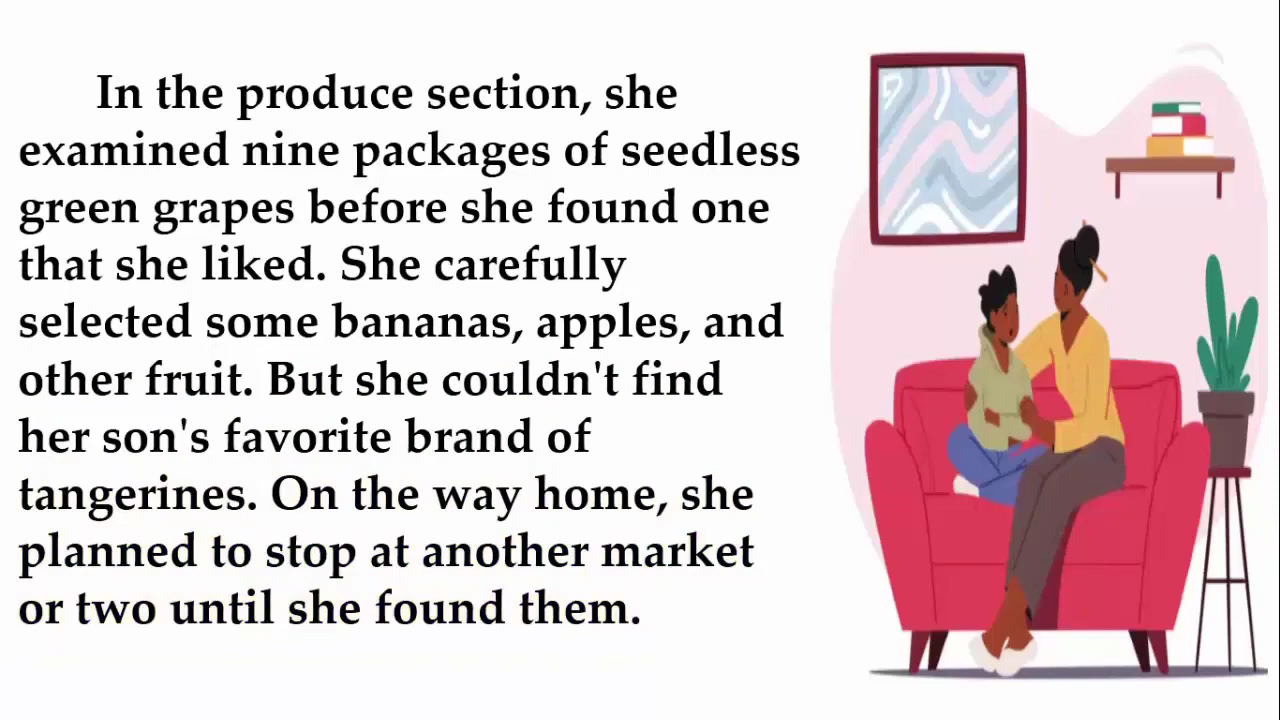 In the produce section, she
examined nine packages of seedless
green grapes before she found one
that she liked. She carefully
selected some bananas, apples, and
other fruit. But she couldn't find
her son's favorite brand of
tangerines. On the way home, she
planned to stop at another market
or two until she found them.